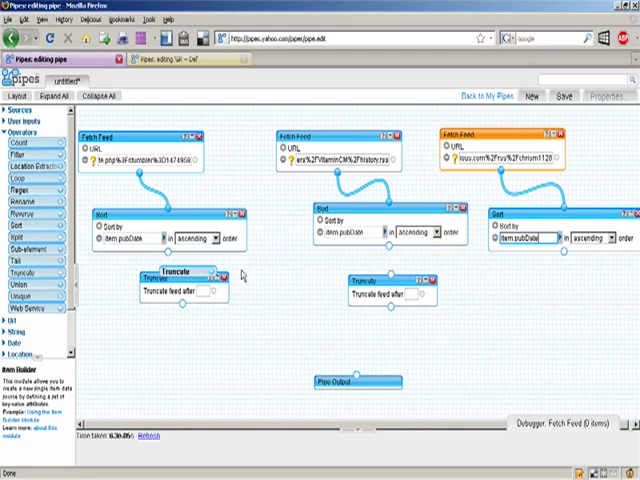 Pipes: editing pipe - Mozilla Firefox
File Edit View History Delicious Bookmarks Tools Help
http://pipes.yahoo.com/pipes/pipe.edit
Google
Pipes: editing pipe
Pipes: editing
pipes
untitled*
Layout Expand All Collapse All
Back to My Pipes New Save Properties...
Sources
User inputs
Operators
Count
Filter
Location Extractor
Loop
Regex
Rename
Reverse
Sort
Split
Sub-element
Tail
Truncate
Union
Unique
Web Service
Url
String
Date
Location
Item Builder
This module allows you to create a new single item data source by defining a set of key-value attributes.
Example: Using the Item Builder Module
Learn more: about this module
Fetch Feed
URL
Fetch Feed
URL
ers%2FVitaminCM%2Fhistory.rss
Fetch Feed
URL
Sort
Sort by
item.pubDate in ascending order
Sort
Sort by
item.pubDate in ascending order
Sort
Sort by
item.pubDate in ascending order
Truncate
Truncate
Truncate feed after
Truncate
Truncate feed after
Pipe Output
Debugger: Fetch Feed (0 items)
Time taken: Refresh
Done